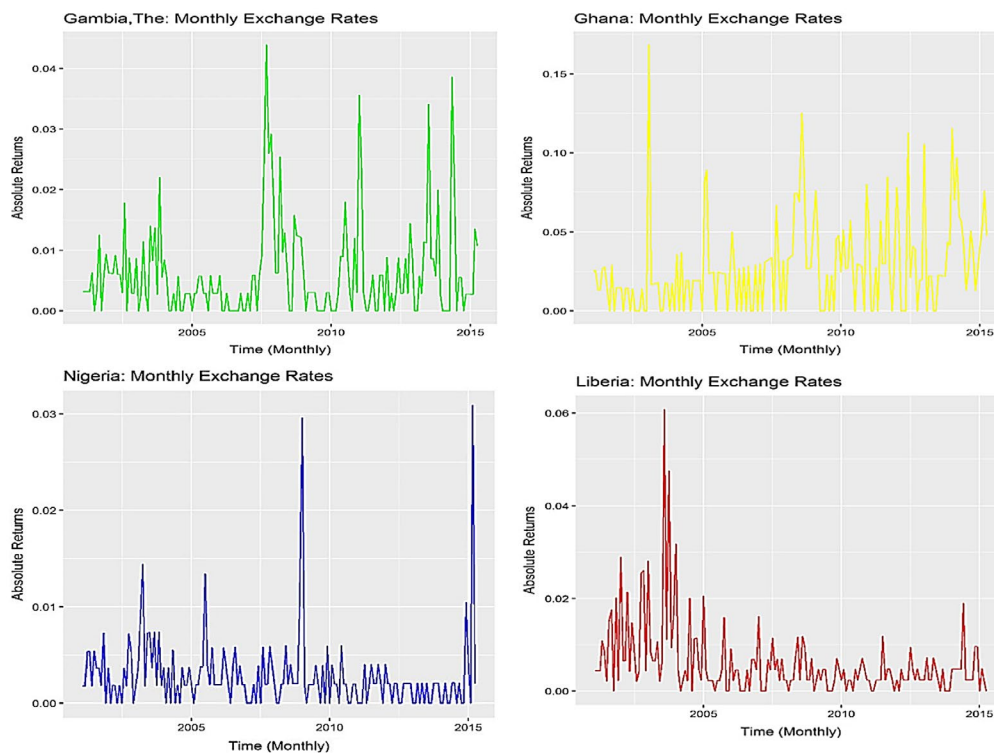 Gambia,The: Monthly Exchange Rates
Absolute Returns
0.04
0.03
0.02
0.01
0.00
2005
2010
2015
Time (Monthly)
Ghana: Monthly Exchange Rates
Absolute Returns
0.15
0.10
0.05
0.00
2005
2010
2015
Time (Monthly)
Nigeria: Monthly Exchange Rates
Absolute Returns
0.03
0.02
0.01
0.00
2005
2010
2015
Time (Monthly)
Liberia: Monthly Exchange Rates
Absolute Returns
0.06
0.04
0.02
0.00
2005
2010
2015
Time (Monthly)